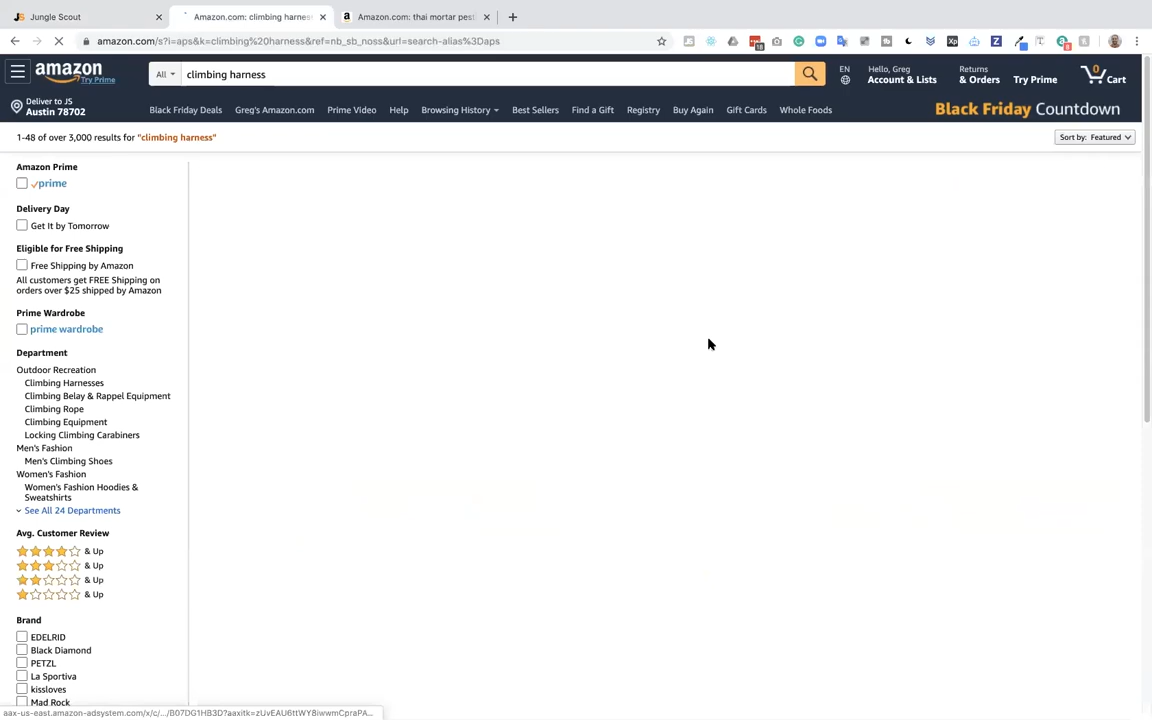 Jungle Scout
Amazon.com: climbing harness
Amazon.com: thai mortar pest
amazon.com/s?i=aps&k=climbing%20harness&ref=nb_sb_noss&url=search-alias%3Daps
amazon
Try Prime
All
climbing harness
EN
Hello, Greg
Account & Lists
Returns
& Orders
Try Prime
0
Cart
Deliver to JS
Austin 78702
Black Friday Deals
Greg's Amazon.com
Prime Video
Help
Browsing History
Best Sellers
Find a Gift
Registry
Buy Again
Gift Cards
Whole Foods
Black Friday Countdown
1-48 of over 3,000 results for "climbing harness"
Sort by: Featured
Amazon Prime
prime
Delivery Day
Get It by Tomorrow
Eligible for Free Shipping
Free Shipping by Amazon
All customers get FREE Shipping on
orders over $25 shipped by Amazon
Prime Wardrobe
prime wardrobe
Department
Outdoor Recreation
Climbing Harnesses
Climbing Belay & Rappel Equipment
Climbing Rope
Climbing Equipment
Locking Climbing Carabiners
Men's Fashion
Men's Climbing Shoes
Women's Fashion
Women's Fashion Hoodies &
Sweatshirts
See All 24 Departments
Avg. Customer Review
& Up
& Up
& Up
& Up
Brand
EDELRID
Black Diamond
PETZL
La Sportiva
kissloves
Mad Rock